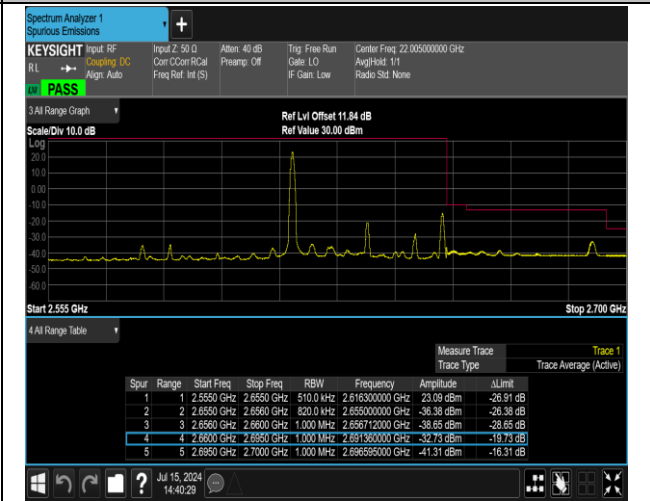 Spectrum Analyzer 1
Spurious Emissions
+
KEYSIGHT Input: RF Input Z: 50 Ω Atten: 40 dB Trig: Free Run Center Freq: 22.005000000 GHz
RL Coupling: DC Corr CCorr RCal Preamp: Off Gate: LO Avg|Hold: 1/1
Align: Auto Freq Ref: Int (S) IF Gain: Low Radio Std: None
LXI PASS
3 All Range Graph
Ref Lvl Offset 11.84 dB
Scale/Div 10.0 dB Ref Value 30.00 dBm
Log
20.0
10.0
0.00
-10.0
-20.0
-30.0
-40.0
-50.0
-60.0
Start 2.555 GHz Stop 2.700 GHz
4 All Range Table
Measure Trace Trace 1
Trace Type Trace Average (Active)
Spur Range Start Freq Stop Freq RBW Frequency Amplitude ΔLimit
1 1 2.5550 GHz 2.6550 GHz 510.0 kHz 2.616300000 GHz 23.09 dBm -26.91 dB
2 2 2.6550 GHz 2.6560 GHz 820.0 kHz 2.655000000 GHz -36.38 dBm -26.38 dB
3 3 2.6560 GHz 2.6600 GHz 1.000 MHz 2.656712000 GHz -38.65 dBm -28.65 dB
4 4 2.6600 GHz 2.6950 GHz 1.000 MHz 2.691360000 GHz -32.73 dBm -19.73 dB
5 5 2.6950 GHz 2.7000 GHz 1.000 MHz 2.696595000 GHz -41.31 dBm -16.31 dB
? Jul 15, 2024
14:40:29